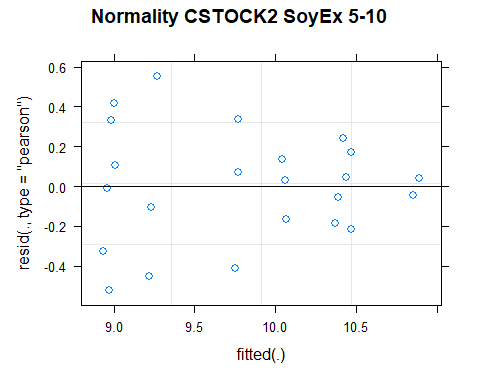 Normality CSTOCK2 SoyEx 5-10
resid(., type = "pearson")
0.6
0.4
0.2
0.0
-0.2
-0.4
9.0 9.5 10.0 10.5
fitted(.)